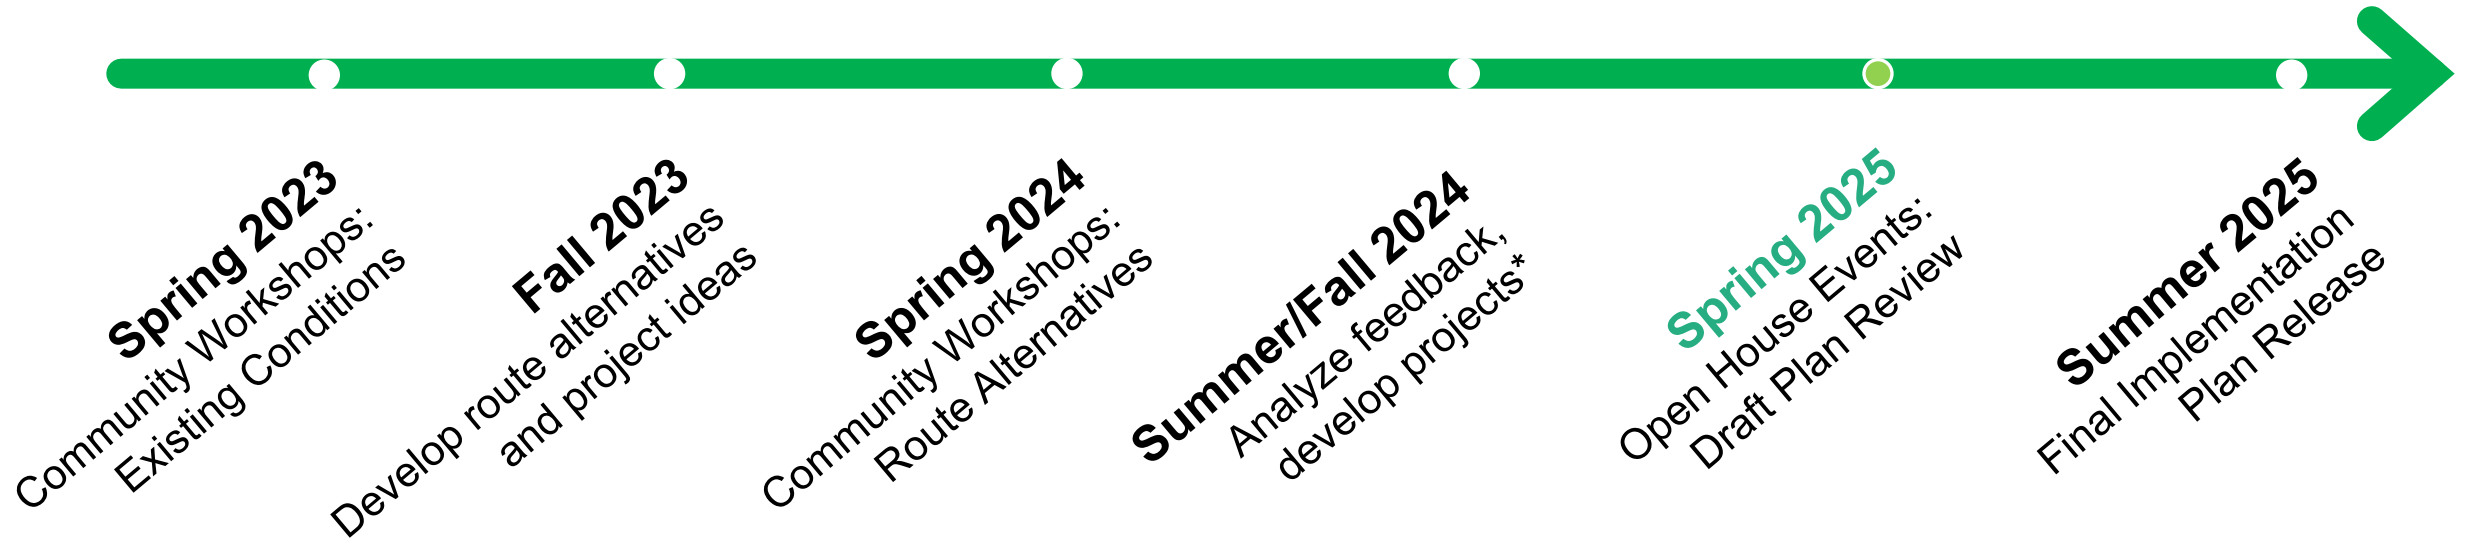 Spring 2023
Community Workshops:
Existing Conditions
Fall 2023
Develop route alternatives
and project ideas
Spring 2024
Community Workshops:
Route Alternatives
Summer/Fall 2024
Analyze feedback,
develop projects*
Spring 2025
Open House Events:
Draft Plan Review
Summer 2025
Final Implementation
Plan Release